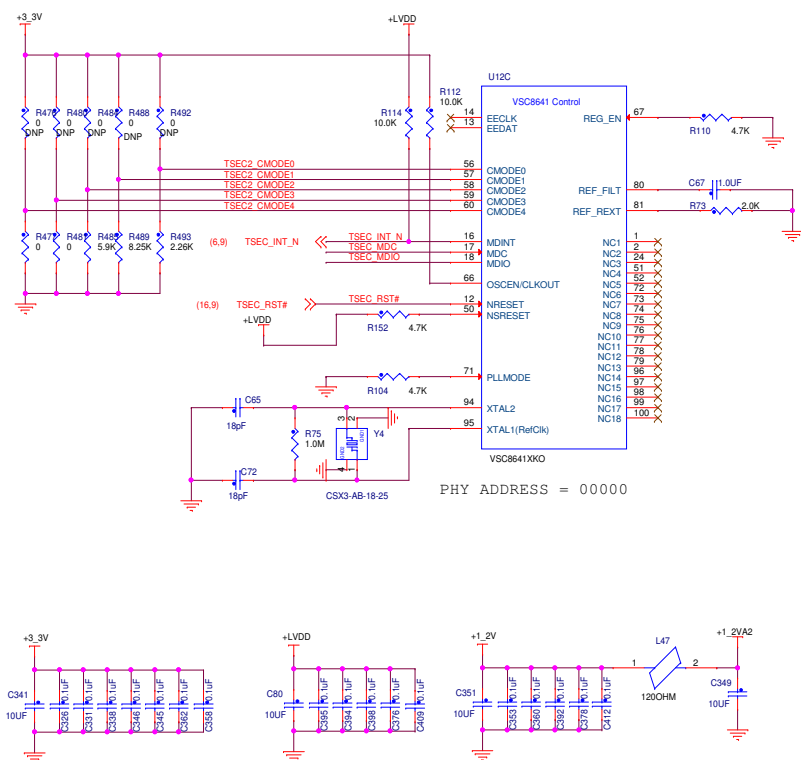 +3_3V
+LVDD
U12C
VSC8641 Control
R112
10.0K
R114
10.0K
0
DNP
0
DNP
0
DNP
R488
0
DNP
R492
0
DNP
14
EECLK
13
EEDAT
REG_EN
67
R110
4.7K
TSEC2_CMODE0
56
CMODE0
TSEC2_CMODE1
57
CMODE1
TSEC2_CMODE2
58
CMODE2
TSEC2_CMODE3
59
CMODE3
TSEC2_CMODE4
60
CMODE4
REF_FILT
80
C67
1.0UF
REF_REXT
81
R73
2.0K
0
0
5.9K
R489
8.25K
R493
2.26K
(6,9)
TSEC_INT_N
TSEC_INT_N
16
MDINT
TSEC_MDC
17
MDC
TSEC_MDIO
18
MDIO
66
OSCEN/CLKOUT
(16,9)
TSEC_RST#
TSEC_RST#
12
NRESET
50
NSRESET
+LVDD
R152
4.7K
71
PLLMODE
R104
4.7K
NC1
1
NC2
2
NC3
24
NC4
51
NC5
52
NC6
72
NC7
73
NC8
74
NC9
75
NC10
76
NC11
77
NC12
78
NC13
79
NC14
96
NC15
97
NC16
98
NC17
99
NC18
100
C65
18pF
94
XTAL2
95
XTAL1(RefClk)
R75
1.0M
3
2
GND1
GND2
4
1
Y4
C72
18pF
CSX3-AB-18-25
VSC8641XKO
PHY ADDRESS = 00000
+3_3V
C341
10UF
C326
0.1uF
C331
0.1uF
C338
0.1uF
C346
0.1uF
C345
0.1uF
C362
0.1uF
C358
0.1uF
+LVDD
C80
10UF
C395
0.1uF
C394
0.1uF
C398
0.1uF
C376
0.1uF
C409
0.1uF
+1_2V
C351
10UF
C353
0.1uF
C360
0.1uF
C392
0.1uF
C378
0.1uF
C412
0.1uF
L47
1
2
120OHM
+1_2VA2
C349
10UF